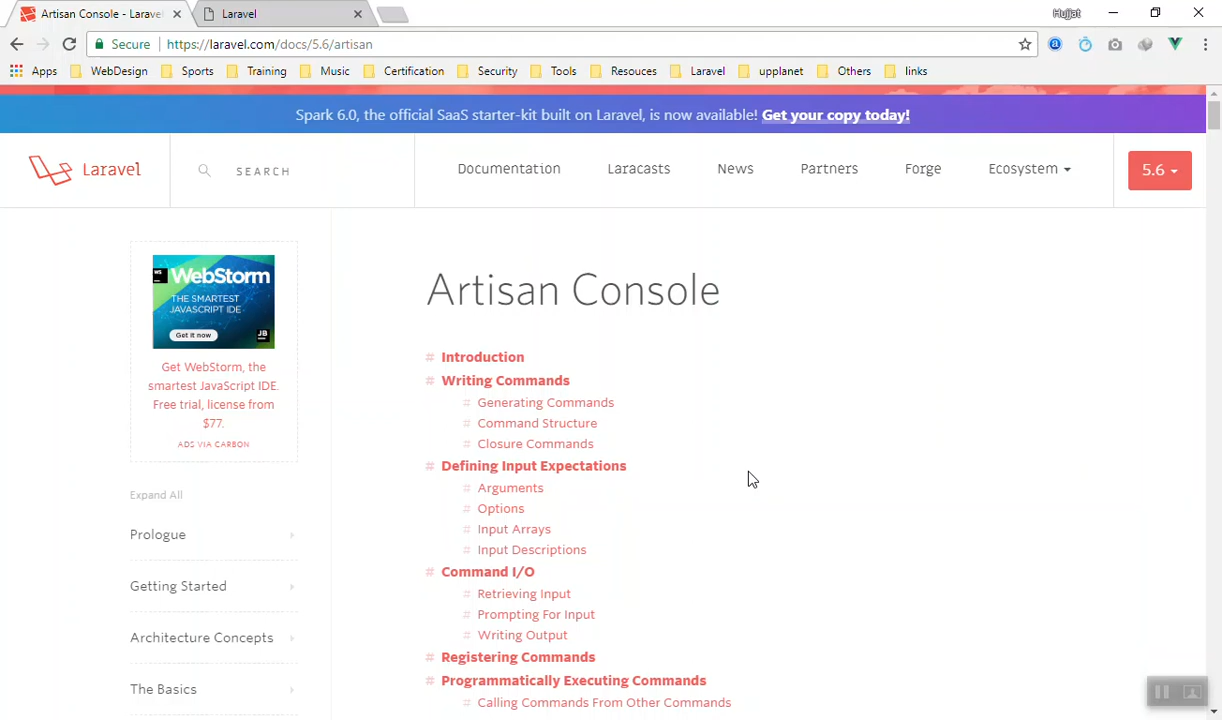 Artisan Console - Laravel
Laravel
Hujjat
Secure
https://laravel.com/docs/5.6/artisan
Apps
WebDesign
Sports
Training
Music
Certification
Security
Tools
Resouces
Laravel
upplanet
Others
links
Spark 6.0, the official SaaS starter-kit built on Laravel, is now available! Get your copy today!
Laravel
SEARCH
Documentation
Laracasts
News
Partners
Forge
Ecosystem
5.6
WS WebStorm
THE SMARTEST
JAVASCRIPT IDE
Get it now
JB
Get WebStorm, the
smartest JavaScript IDE.
Free trial, license from
$77.
ADS VIA CARBON
Expand All
Prologue
Getting Started
Architecture Concepts
The Basics
Artisan Console
# Introduction
# Writing Commands
# Generating Commands
# Command Structure
# Closure Commands
# Defining Input Expectations
# Arguments
# Options
# Input Arrays
# Input Descriptions
# Command I/O
# Retrieving Input
# Prompting For Input
# Writing Output
# Registering Commands
# Programmatically Executing Commands
# Calling Commands From Other Commands